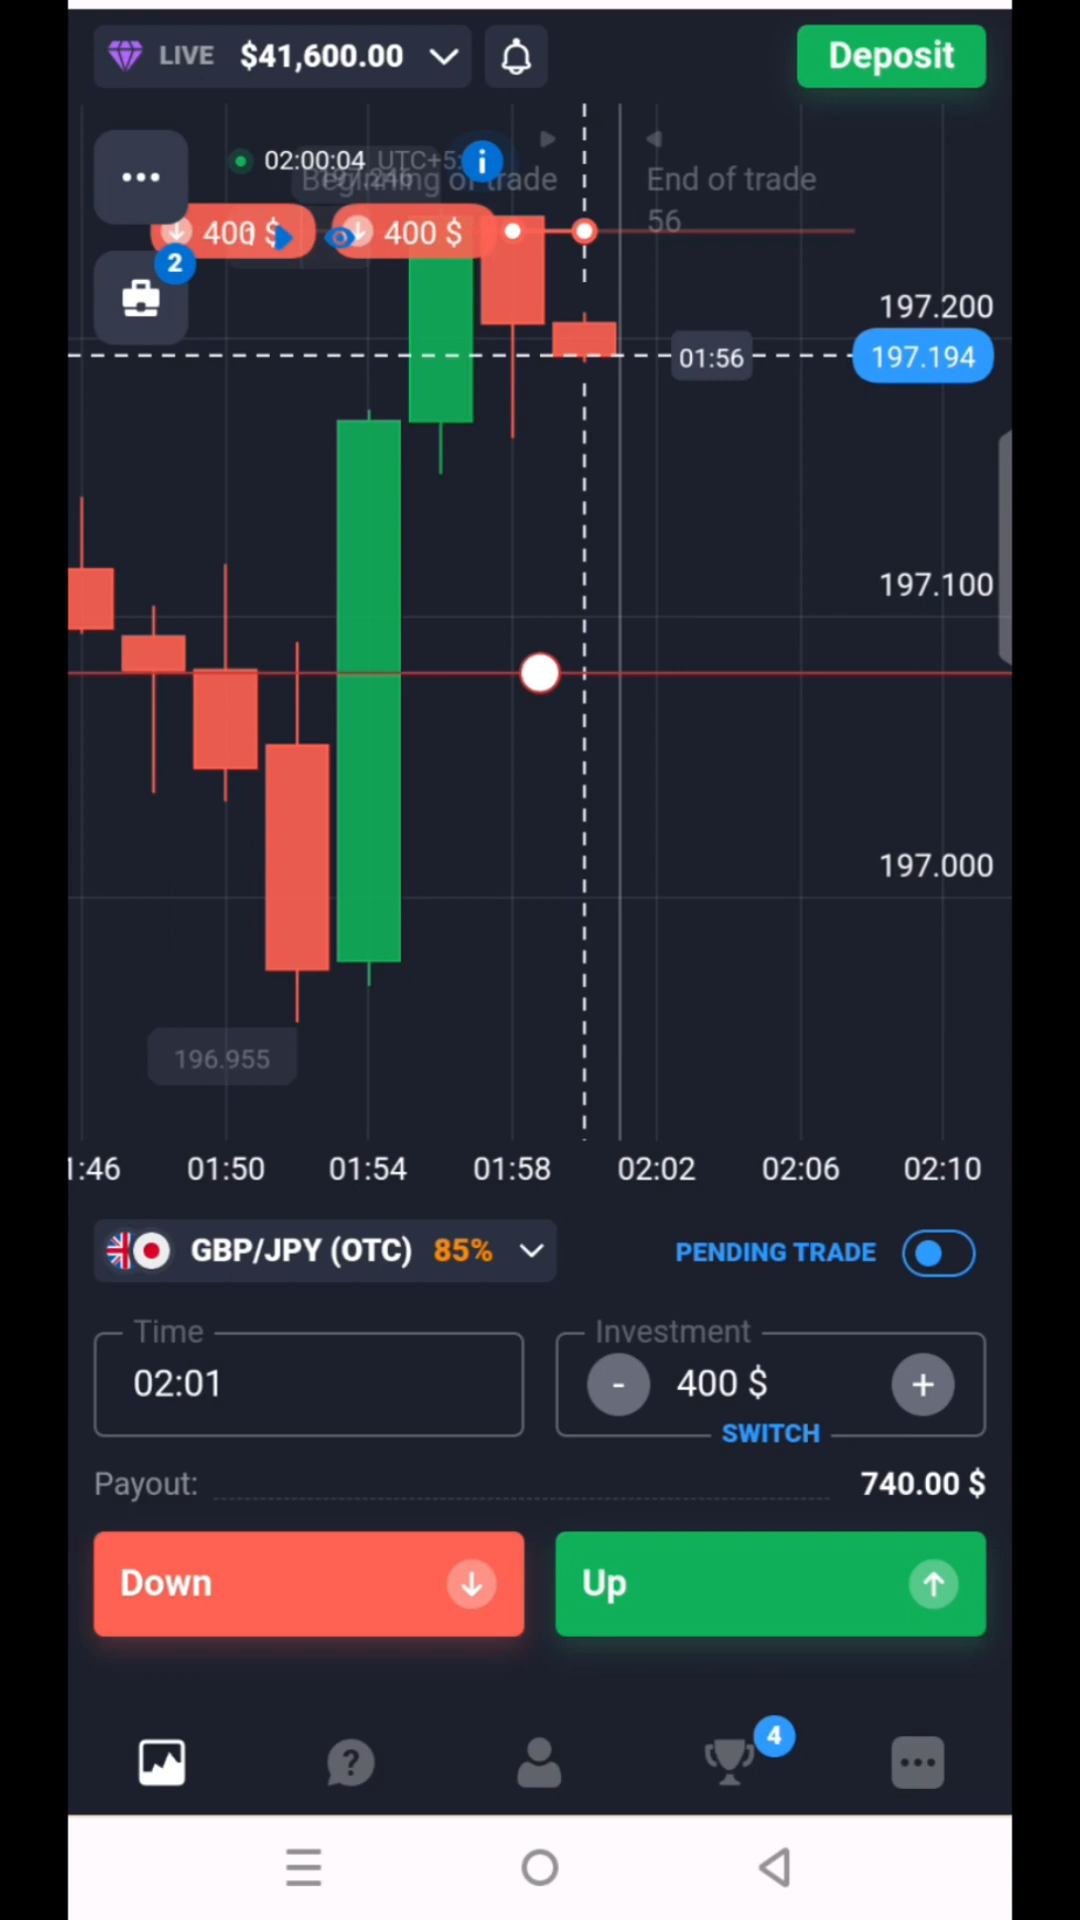 LIVE $41,600.00
Deposit
02:00:04 UTC+5:
Beginning of trade
End of trade
56
400 $
400 $
2
197.200
01:56
197.194
197.100
197.000
196.955
1:46 01:50 01:54 01:58 02:02 02:06 02:10
GBP/JPY (OTC) 85%
PENDING TRADE
Time
02:01
Investment
- 400 $ +
SWITCH
Payout: 740.00 $
Down
Up
4